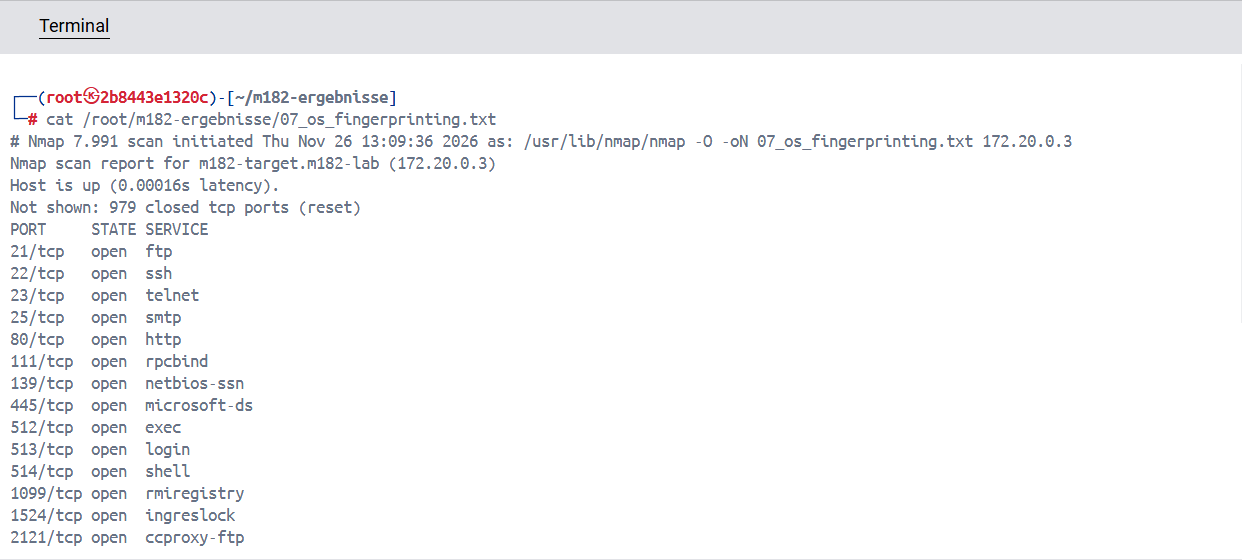 Terminal
┌──(root㉿2b8443e1320c)-[~/m182-ergebnisse]
└─# cat /root/m182-ergebnisse/07_os_fingerprinting.txt
# Nmap 7.991 scan initiated Thu Nov 26 13:09:36 2026 as: /usr/lib/nmap/nmap -O -oN 07_os_fingerprinting.txt 172.20.0.3
Nmap scan report for m182-target.m182-lab (172.20.0.3)
Host is up (0.00016s latency).
Not shown: 979 closed tcp ports (reset)
PORT     STATE SERVICE
21/tcp   open  ftp
22/tcp   open  ssh
23/tcp   open  telnet
25/tcp   open  smtp
80/tcp   open  http
111/tcp  open  rpcbind
139/tcp  open  netbios-ssn
445/tcp  open  microsoft-ds
512/tcp  open  exec
513/tcp  open  login
514/tcp  open  shell
1099/tcp open  rmiregistry
1524/tcp open  ingreslock
2121/tcp open  ccproxy-ftp